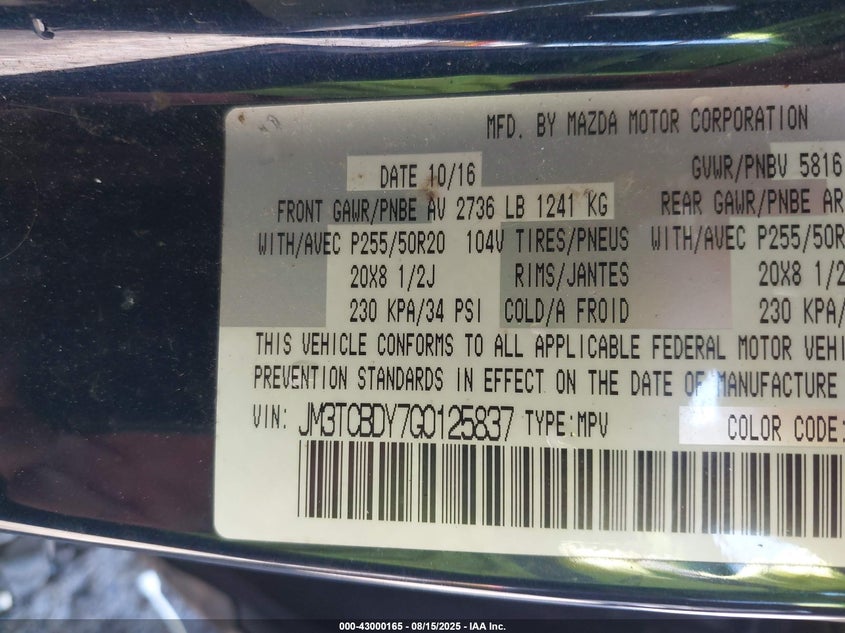 MFD. BY MAZDA MOTOR CORPORATION
DATE 10/16 GVWR/PNBV 5816
FRONT GAWR/PNBE AV 2736 LB 1241 KG REAR GAWR/PNBE AR
WITH/AVEC P255/50R20 104V TIRES/PNEUS WITH/AVEC P255/50R
20X8 1/2J RIMS/JANTES 20X8 1/2
230 KPA/34 PSI COLD/A FROID 230 KPA/
THIS VEHICLE CONFORMS TO ALL APPLICABLE FEDERAL MOTOR VEHI
PREVENTION STANDARDS IN EFFECT ON THE DATE OF MANUFACTURE
VIN: JM3TCBDY7G0125837 TYPE:MPV COLOR CODE:
000-43000165 - 08/15/2025 - IAA Inc.